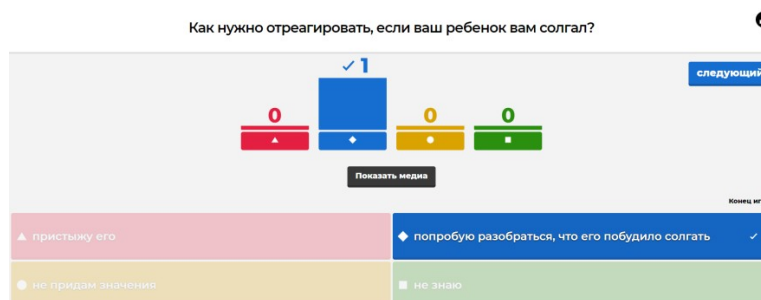 Как нужно отреагировать, если ваш ребенок вам солгал?
следующий
1
0
0
0
Показать медиа
Конец
пристыжу его
попробую разобраться, что его побудило солгать
не придам значения
не знаю